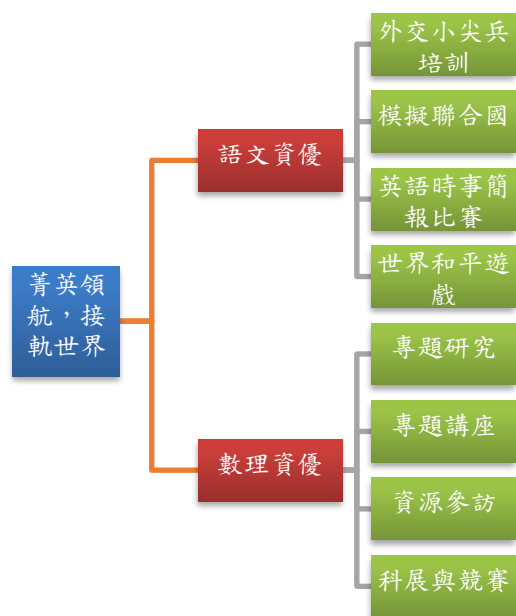 外交小尖兵
培訓
模擬聯合國
語文資優
英語時事簡
報比賽
世界和平遊
戲
菁英領
航，接
軌世界
專題研究
專題講座
數理資優
資源參訪
科展與競賽